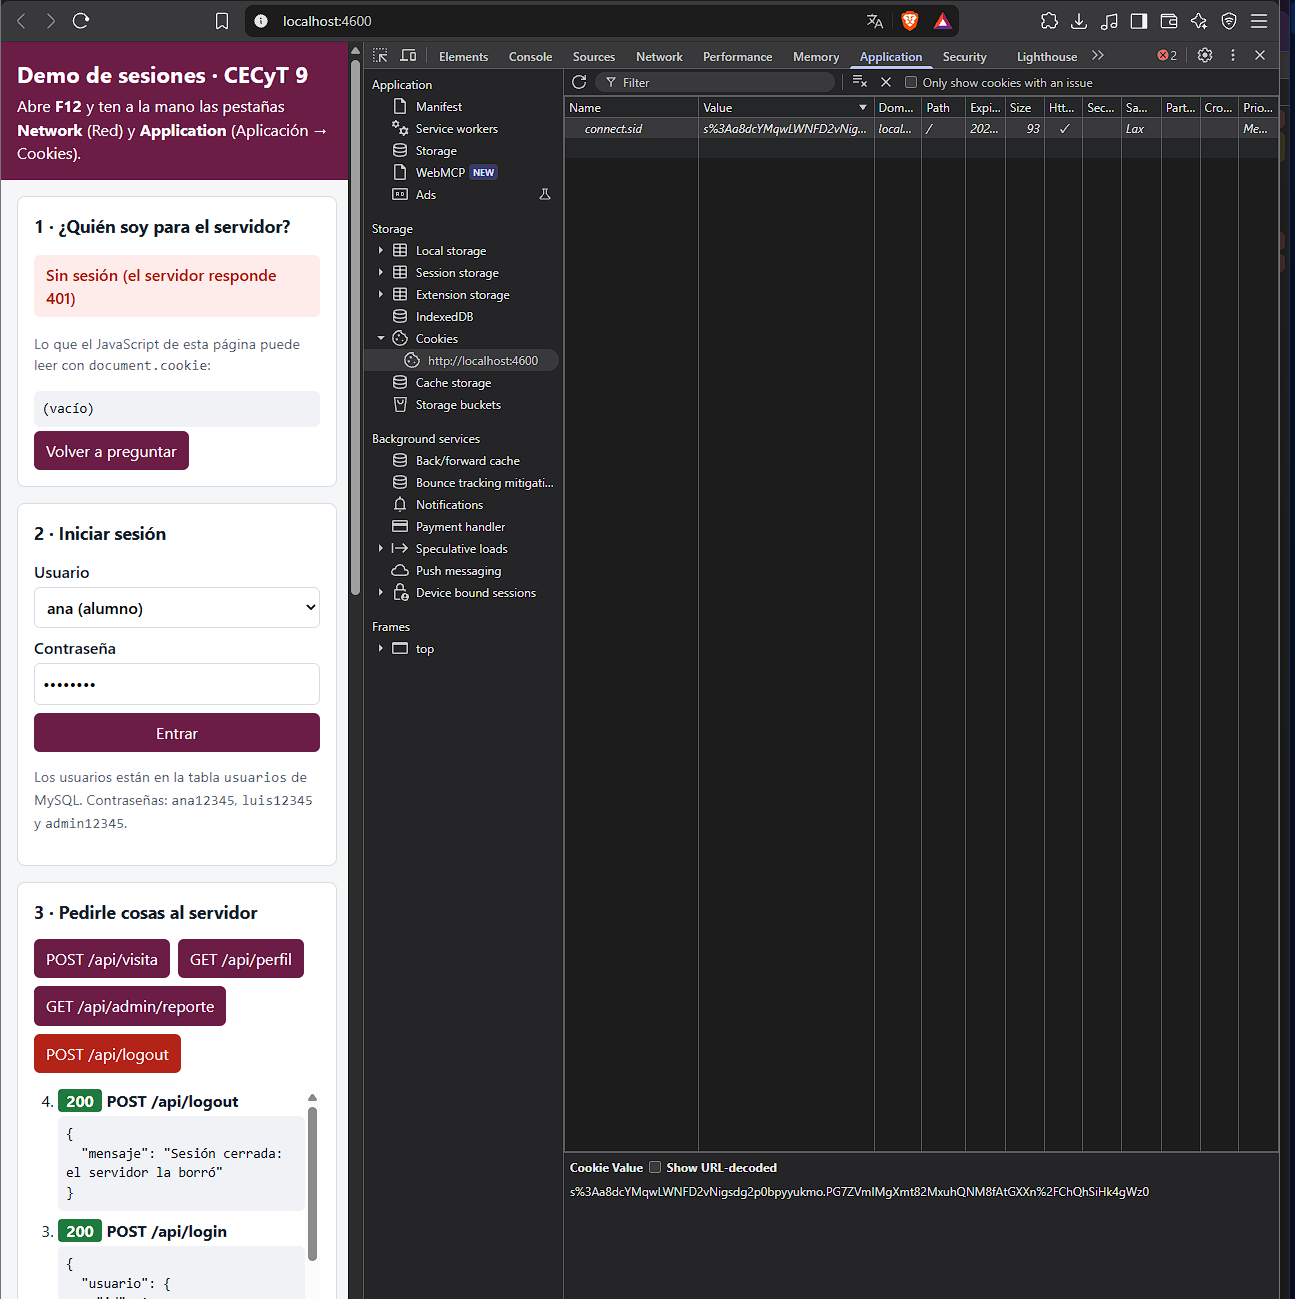 localhost:4600
Demo de sesiones · CECyT 9
Abre F12 y ten a la mano las pestañas
Network (Red) y Application (Aplicación →
Cookies).
1 · ¿Quién soy para el servidor?
Sin sesión (el servidor responde
401)
Lo que el JavaScript de esta página puede
leer con document.cookie:
(vacío)
Volver a preguntar
2 · Iniciar sesión
Usuario
ana (alumno)
Contraseña
••••••••
Entrar
Los usuarios están en la tabla usuarios de
MySQL. Contraseñas: ana12345, luis12345
y admin12345.
3 · Pedirle cosas al servidor
POST /api/visita
GET /api/perfil
GET /api/admin/reporte
POST /api/logout
4. 200 POST /api/logout
{
"mensaje": "Sesión cerrada:
el servidor la borró"
}
3. 200 POST /api/login
{
"usuario": {
Elements Console Sources Network Performance Memory Application Security Lighthouse 2
Application
Manifest
Service workers
Storage
WebMCP NEW
Ads
Storage
Local storage
Session storage
Extension storage
IndexedDB
Cookies
http://localhost:4600
Cache storage
Storage buckets
Background services
Back/forward cache
Bounce tracking mitigati...
Notifications
Payment handler
Speculative loads
Push messaging
Device bound sessions
Frames
top
Filter
Only show cookies with an issue
Name Value Dom... Path Expi... Size Htt... Sec... Sa... Part... Cro... Prio...
connect.sid s%3Aa8dcYMqwLWNFD2vNig... local... / 202... 93 ✓ Lax Me...
Cookie Value Show URL-decoded
s%3Aa8dcYMqwLWNFD2vNigsdg2p0bpyyukmo.PG7ZVmIMgXmt82MxuhQNM8fAtGXXn%2FChQhSiHk4gWz0